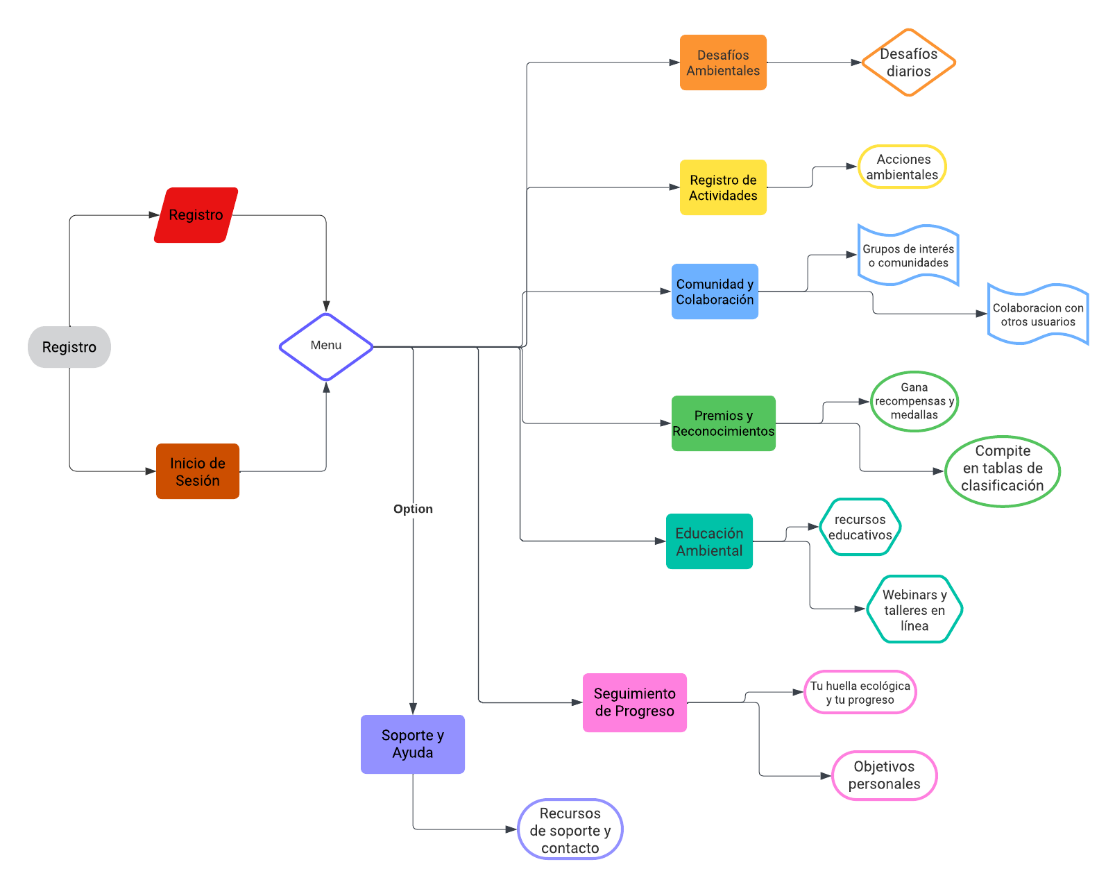 Desafíos
Ambientales
Desafíos
diarios
Registro de
Actividades
Acciones
ambientales
Registro
Comunidad y
Colaboración
Grupos de interés
o comunidades
Colaboracion con
otros usuarios
Registro
Menu
Premios y
Reconocimientos
Gana
recompensas y
medallas
Compite
en tablas de
clasificación
Inicio de
Sesión
Option
Educación
Ambiental
recursos
educativos
Webinars y
talleres en
línea
Seguimiento
de Progreso
Tu huella ecológica
y tu progreso
Objetivos
personales
Soporte y
Ayuda
Recursos
de soporte y
contacto